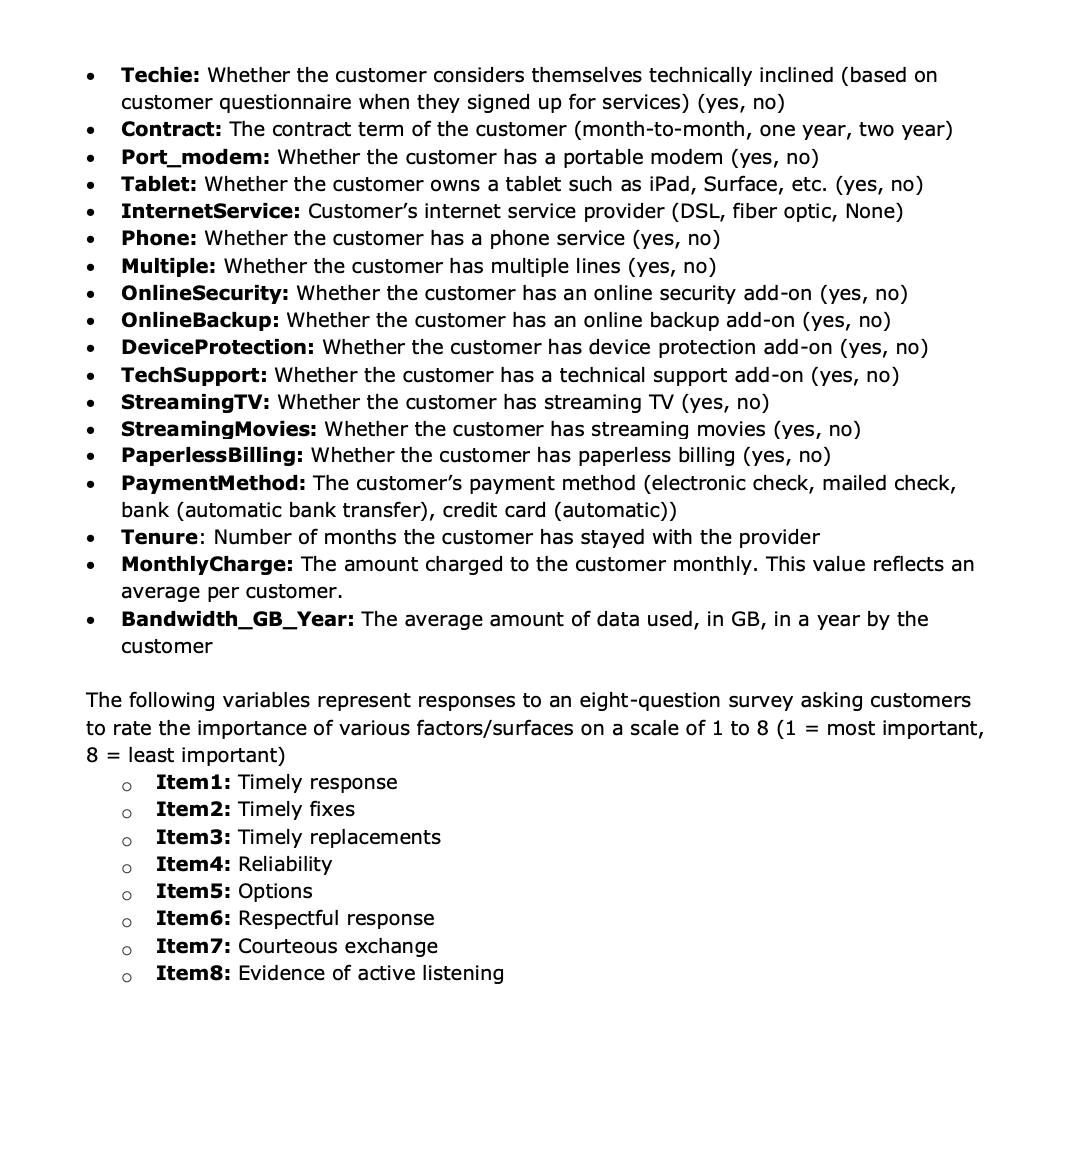 • Techie: Whether the customer considers themselves technically inclined (based on
customer questionnaire when they signed up for services) (yes, no)
• Contract: The contract term of the customer (month-to-month, one year, two year)
• Port_modem: Whether the customer has a portable modem (yes, no)
• Tablet: Whether the customer owns a tablet such as iPad, Surface, etc. (yes, no)
• InternetService: Customer’s internet service provider (DSL, fiber optic, None)
• Phone: Whether the customer has a phone service (yes, no)
• Multiple: Whether the customer has multiple lines (yes, no)
• OnlineSecurity: Whether the customer has an online security add-on (yes, no)
• OnlineBackup: Whether the customer has an online backup add-on (yes, no)
• DeviceProtection: Whether the customer has device protection add-on (yes, no)
• TechSupport: Whether the customer has a technical support add-on (yes, no)
• StreamingTV: Whether the customer has streaming TV (yes, no)
• StreamingMovies: Whether the customer has streaming movies (yes, no)
• PaperlessBilling: Whether the customer has paperless billing (yes, no)
• PaymentMethod: The customer’s payment method (electronic check, mailed check,
bank (automatic bank transfer), credit card (automatic))
• Tenure: Number of months the customer has stayed with the provider
• MonthlyCharge: The amount charged to the customer monthly. This value reflects an
average per customer.
• Bandwidth_GB_Year: The average amount of data used, in GB, in a year by the
customer
The following variables represent responses to an eight-question survey asking customers
to rate the importance of various factors/surfaces on a scale of 1 to 8 (1 = most important,
8 = least important)
○ Item1: Timely response
○ Item2: Timely fixes
○ Item3: Timely replacements
○ Item4: Reliability
○ Item5: Options
○ Item6: Respectful response
○ Item7: Courteous exchange
○ Item8: Evidence of active listening